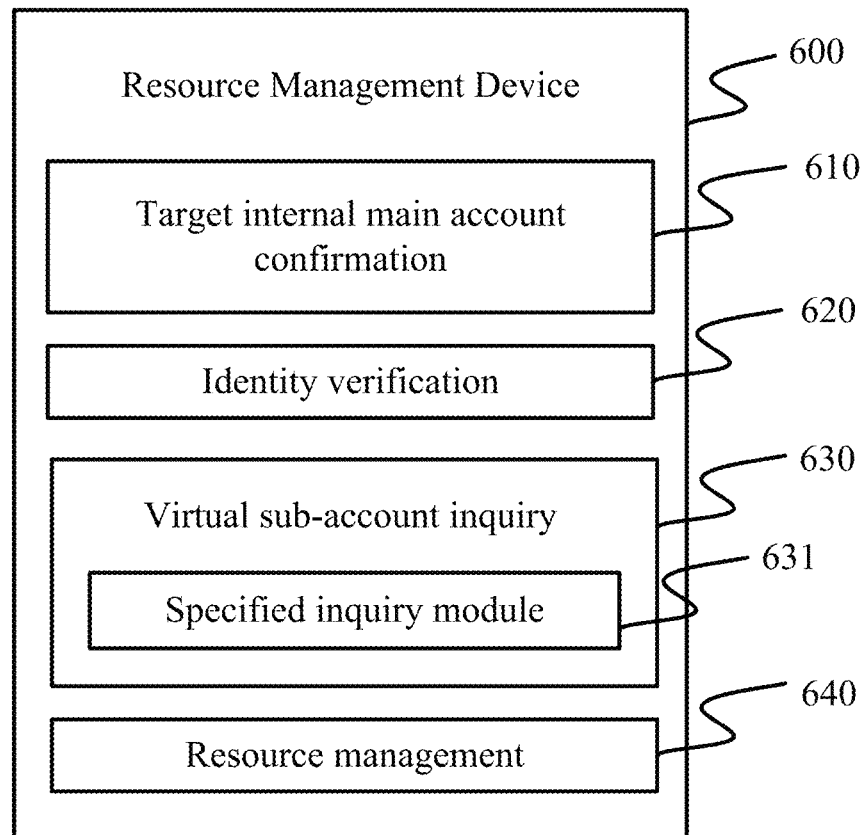 Resource Management Device
600
Target internal main account
confirmation
610
Identity verification
620
Virtual sub-account inquiry
630
Specified inquiry module
631
Resource management
640